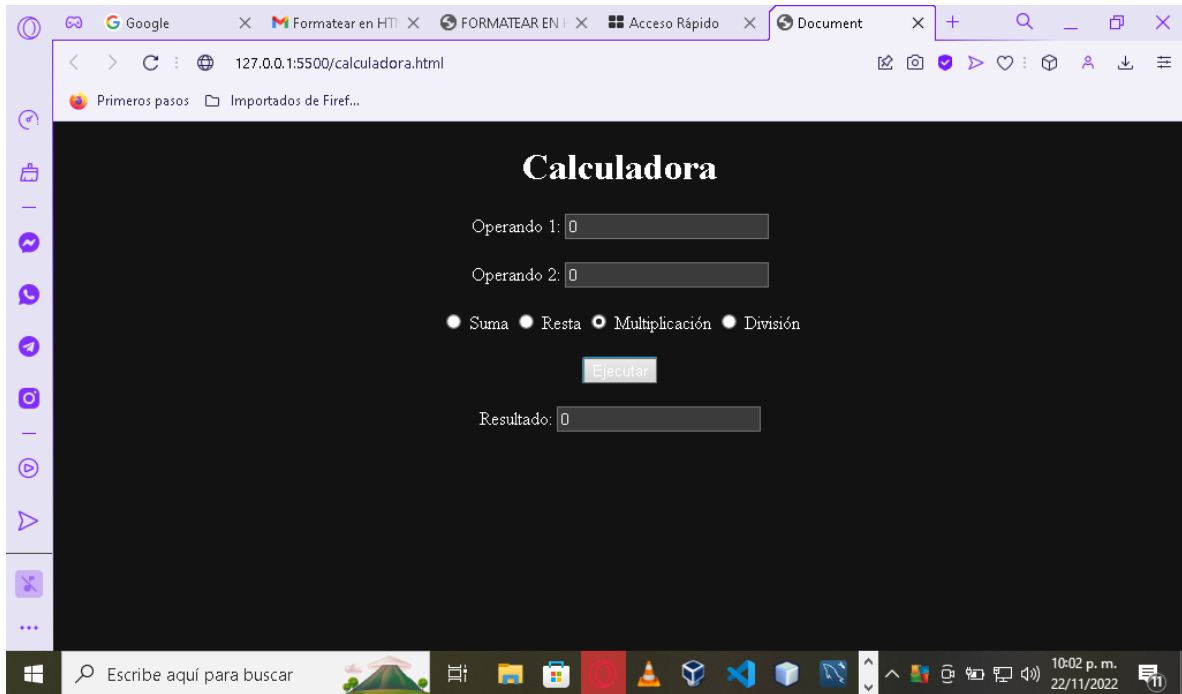 Google
Formatear en HT
FORMATEAR EN
Acceso Rápido
Document
127.0.0.1:5500/calculadora.html
Primeros pasos
Importados de Firef...
Calculadora
Operando 1: 0
Operando 2: 0
Suma Resta Multiplicación División
Ejecutar
Resultado: 0
Escribe aquí para buscar
10:02 p. m.
22/11/2022
11